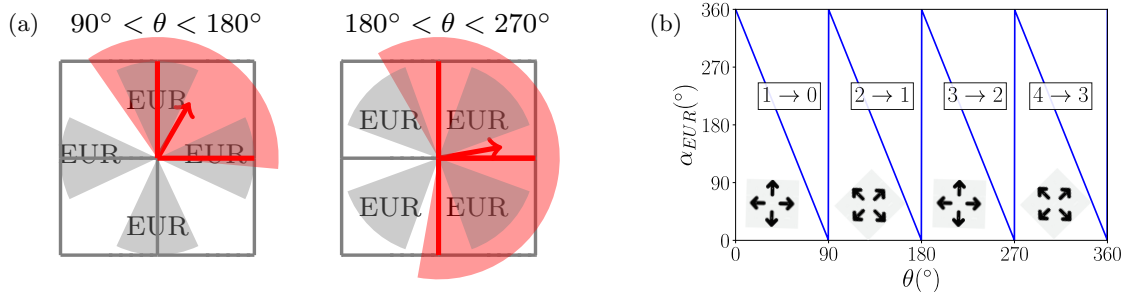 (a) 90° < θ < 180° 180° < θ < 270°
EUR
EUR EUR
EUR
EUR EUR
EUR EUR
(b)
α_EUR(°)
360
270
180
90
0
1 → 0 2 → 1 3 → 2 4 → 3
0 90 180 270 360
θ(°)